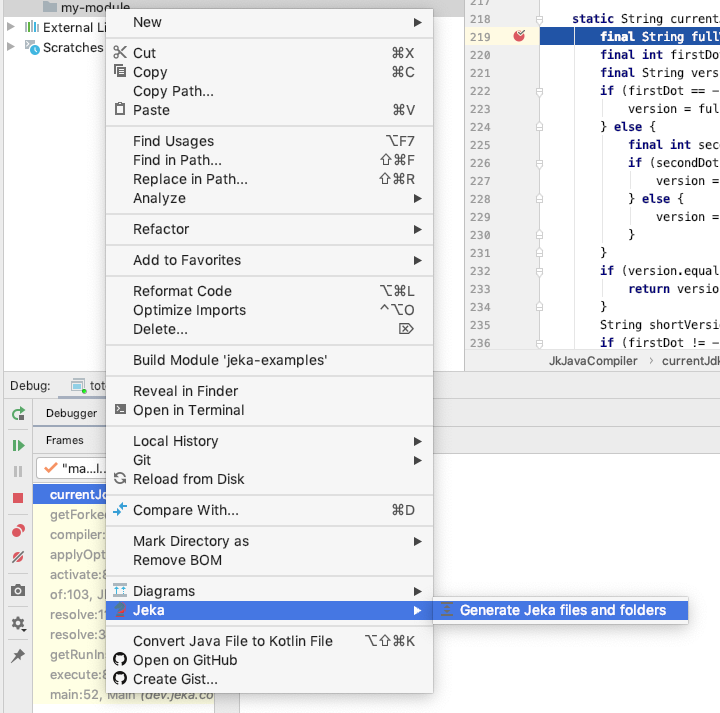 my-module
External Li
Scratches
New
Cut ⌘X
Copy ⌘C
Copy Path...
Paste ⌘V
Find Usages ⌥F7
Find in Path... ⇧⌘F
Replace in Path... ⇧⌘R
Analyze
Refactor
Add to Favorites
Reformat Code ⌥⌘L
Optimize Imports ^⌥O
Delete... ⌦
Build Module 'jeka-examples'
Reveal in Finder
Open in Terminal
Local History
Git
Reload from Disk
Compare With... ⌘D
Mark Directory as
Remove BOM
Diagrams
Jeka
Generate Jeka files and folders
Convert Java File to Kotlin File ⌥⇧⌘K
Open on GitHub
Create Gist...
217
218 static String current
219 final String full
220 final int firstDo
221 final String vers
222 if (firstDot == -
223 version = ful
224 } else {
225 final int sec
226 if (secondDot
227 version =
228 } else {
229 version =
230 }
231 }
232 if (version.equal
233 return versio
234 }
235 String shortVersi
236 if (firstDot != -
JkJavaCompiler › currentJdk
Debug: tot
Debugger
Frames
"ma...l...
currentJd
getForked
compiler:
applyOpt
activate:8
of:103, J
resolve:1
resolve:3
getRunIn
execute:8
main:52, Main (dev.jeka.co